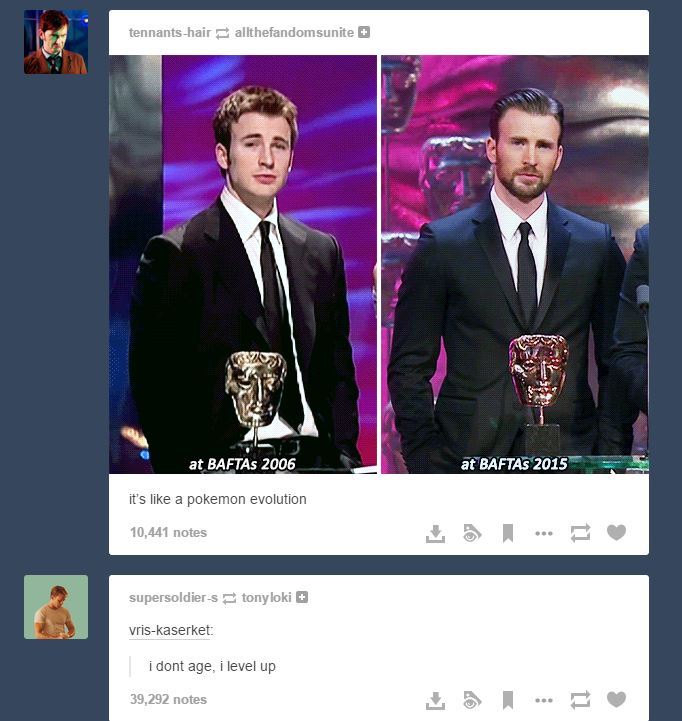 tennants-hair allthefandomsunite
at BAFTAs 2006
at BAFTAs 2015
it's like a pokemon evolution
10,441 notes
supersoldier-s tonyloki
vris-kaserket:
i dont age, i level up
39,292 notes